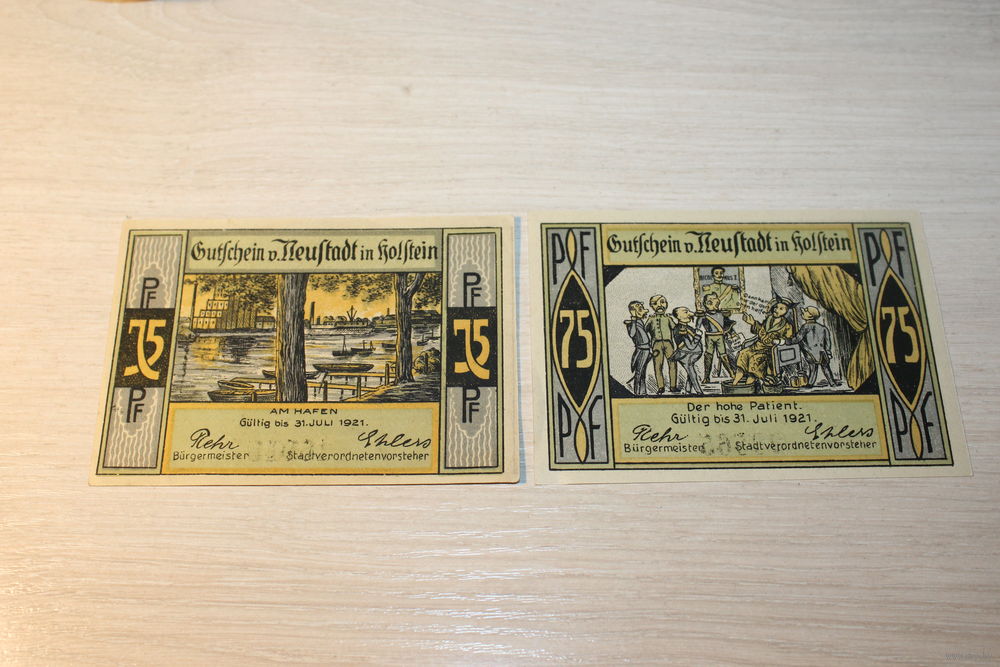 Gutschein v. Neustadt in Holstein
PF
75
PF
PF
75
PF
AM HAFEN
Gültig bis 31. JULI 1921.
Rehr
Ehlers
Bürgermeister
Stadtverordnetenvorsteher
Gutschein v. Neustadt in Holstein
PF
75
PF
PF
75
PF
Der hohe Patient.
Gültig bis 31. Juli 1921.
Rehr
Ehlers
Bürgermeister
Stadtverordnetenvorsteher